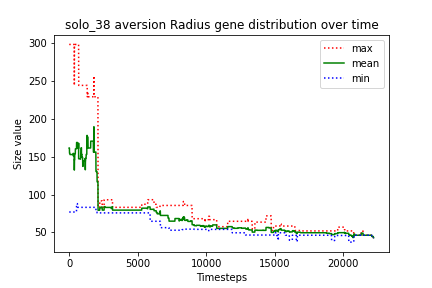 solo_38 aversion Radius gene distribution over time
300
250
200
150
100
50
Size value
max
mean
min
0
5000
10000
15000
20000
Timesteps